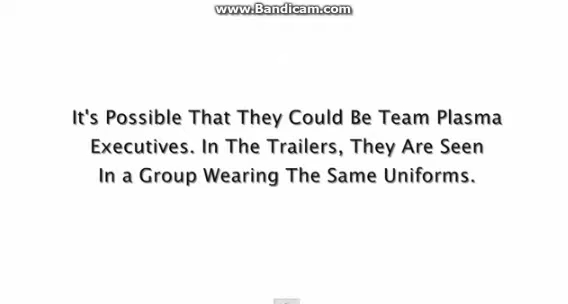 www.Bandicam.com
It's Possible That They Could Be Team Plasma
Executives. In The Trailers, They Are Seen
In a Group Wearing The Same Uniforms.